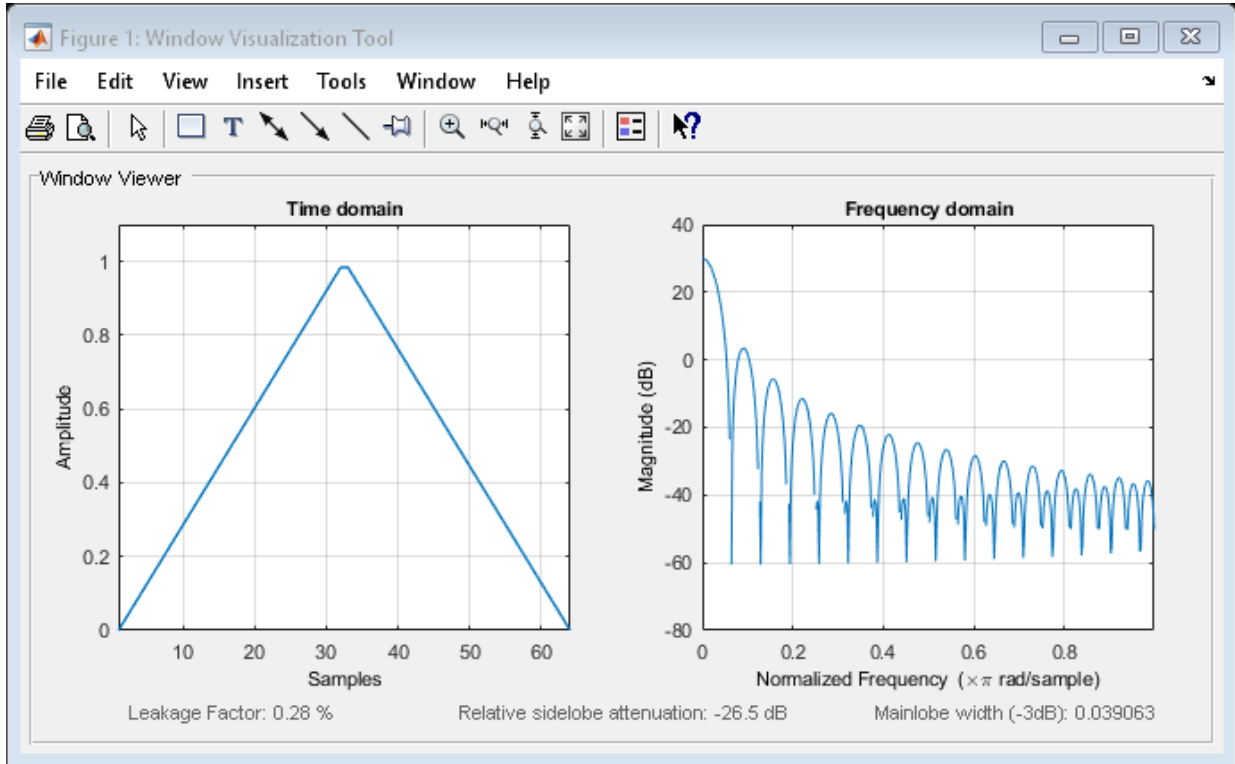 Figure 1: Window Visualization Tool
File Edit View Insert Tools Window Help
T
?
Window Viewer
Time domain
1
0.8
0.6
0.4
0.2
0
Amplitude
10 20 30 40 50 60
Samples
Frequency domain
40
20
0
-20
-40
-60
-80
Magnitude (dB)
0 0.2 0.4 0.6 0.8
Normalized Frequency (×π rad/sample)
Leakage Factor: 0.28 % Relative sidelobe attenuation: -26.5 dB Mainlobe width (-3dB): 0.039063